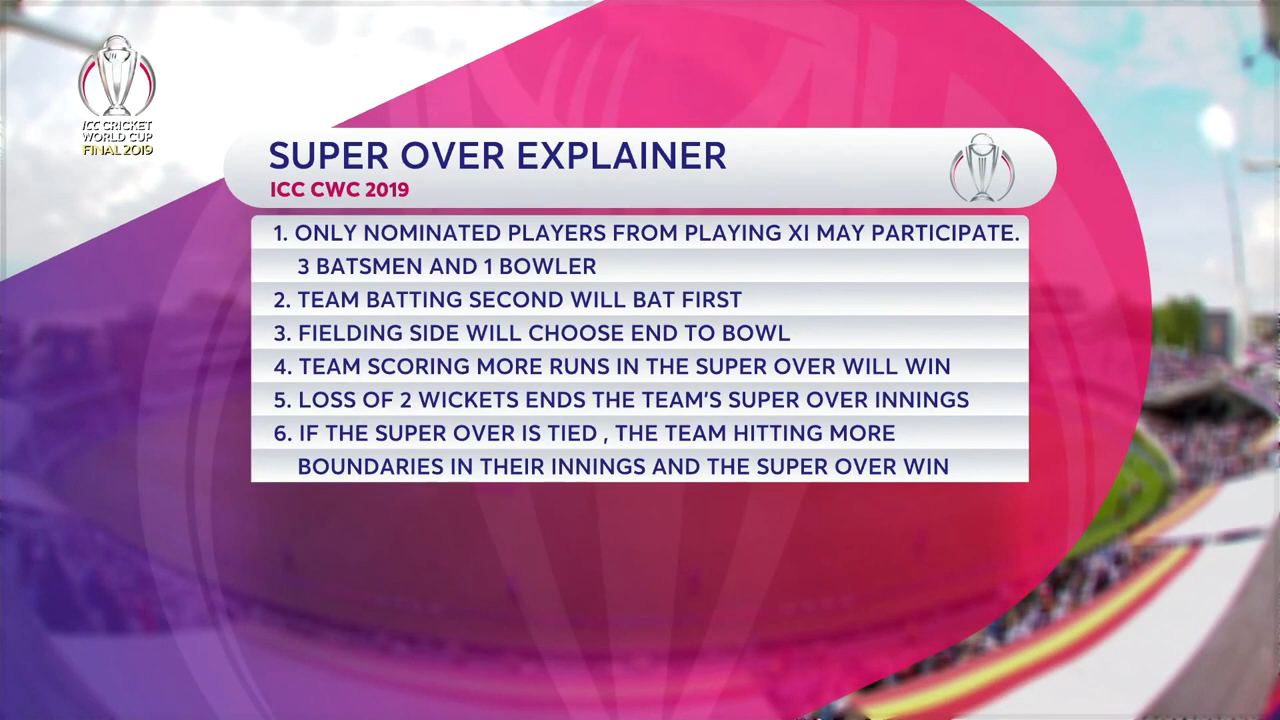 ICC CRICKET
WORLD CUP
FINAL 2019
SUPER OVER EXPLAINER
ICC CWC 2019
1. ONLY NOMINATED PLAYERS FROM PLAYING XI MAY PARTICIPATE.
3 BATSMEN AND 1 BOWLER
2. TEAM BATTING SECOND WILL BAT FIRST
3. FIELDING SIDE WILL CHOOSE END TO BOWL
4. TEAM SCORING MORE RUNS IN THE SUPER OVER WILL WIN
5. LOSS OF 2 WICKETS ENDS THE TEAM'S SUPER OVER INNINGS
6. IF THE SUPER OVER IS TIED , THE TEAM HITTING MORE
BOUNDARIES IN THEIR INNINGS AND THE SUPER OVER WIN